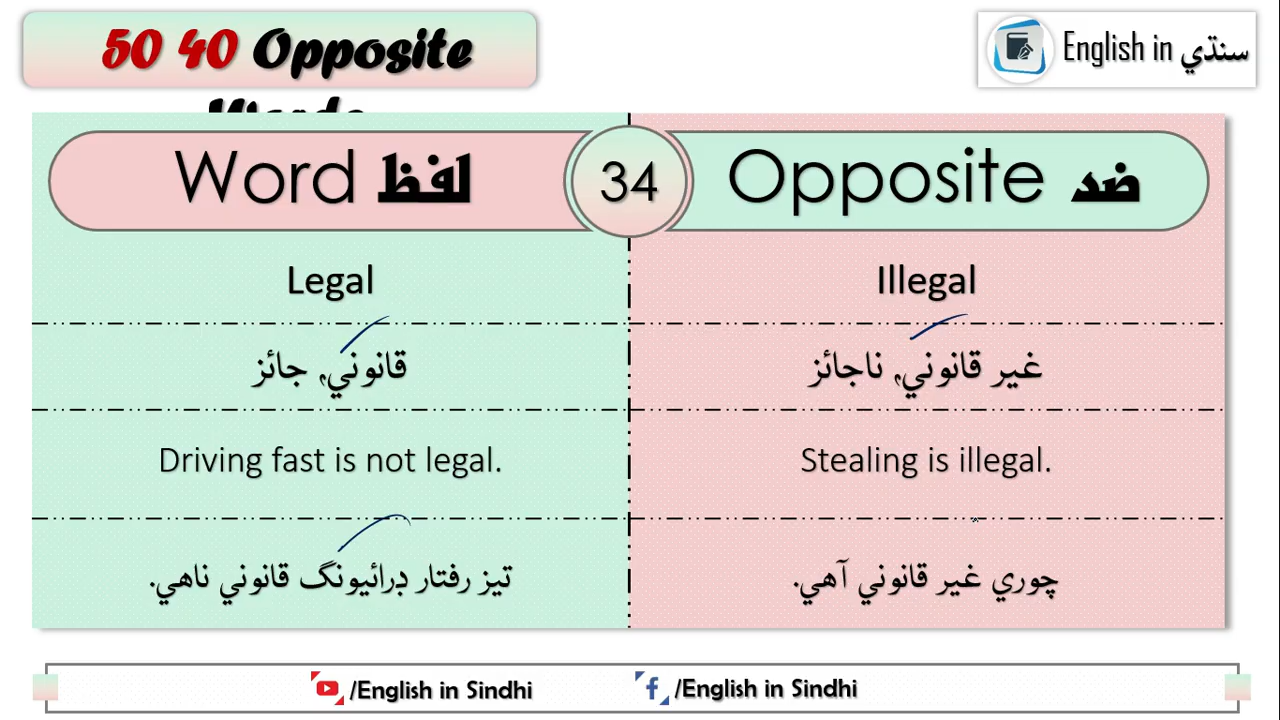 50 40 Opposite
Words
English in سنڌي
Word لفظ
34
Opposite ضد
Legal
Illegal
قانوني, جائز
غير قانوني, ناجائز
Driving fast is not legal.
Stealing is illegal.
تيز رفتار ڊرائيونگ قانوني ناهي.
چوري غير قانوني آهي.
/English in Sindhi
/English in Sindhi